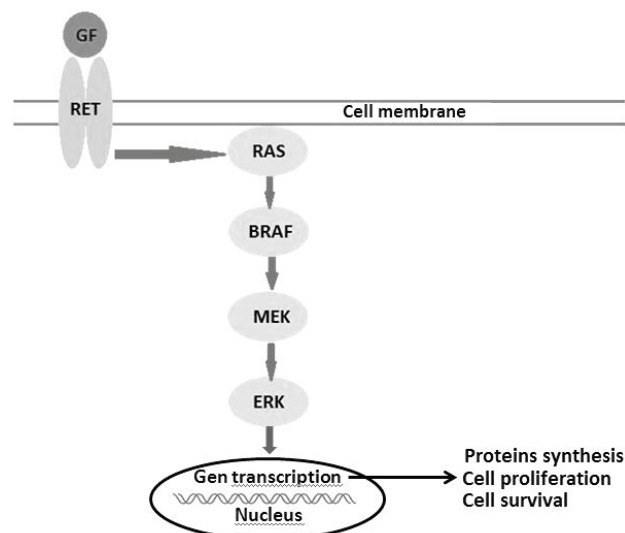 GF
RET
Cell membrane
RAS
BRAF
MEK
ERK
Gen transcription
Nucleus
Proteins synthesis
Cell proliferation
Cell survival